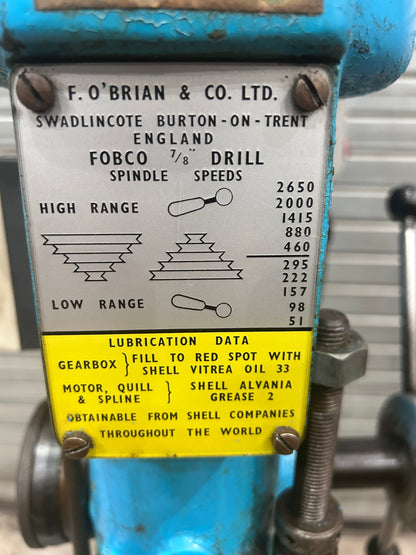 F. O'BRIAN & CO. LTD.
SWADLINCOTE BURTON-ON-TRENT
ENGLAND
FOBCO 7/8" DRILL
SPINDLE SPEEDS
HIGH RANGE
2650
2000
1415
880
460
295
222
157
98
51
LOW RANGE
LUBRICATION DATA
GEARBOX } FILL TO RED SPOT WITH
SHELL VITREA OIL 33
MOTOR, QUILL
& SPLINE } SHELL ALVANIA
GREASE 2
OBTAINABLE FROM SHELL COMPANIES
THROUGHOUT THE WORLD